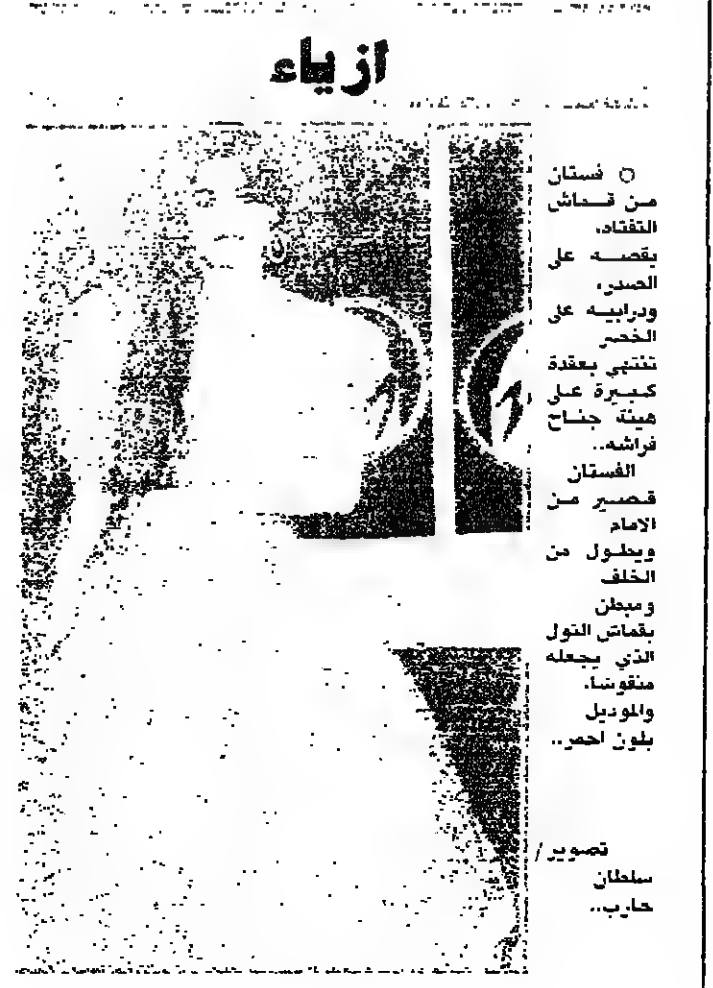 ازياء
○ فستان
من قماش
التفتاه،
بقصه على
الصدر،
ودرابيه على
الخصر
تنتهي بعقدة
كبيرة على
هيئة جناح
فراشه..
الفستان
قصير من
الامام
ويطول من
الخلف
ومبطن
بقماش التول
الذي يجعله
منقوشا،
والموديل
بلون احمر..
تصوير/
سلطان
حارب..